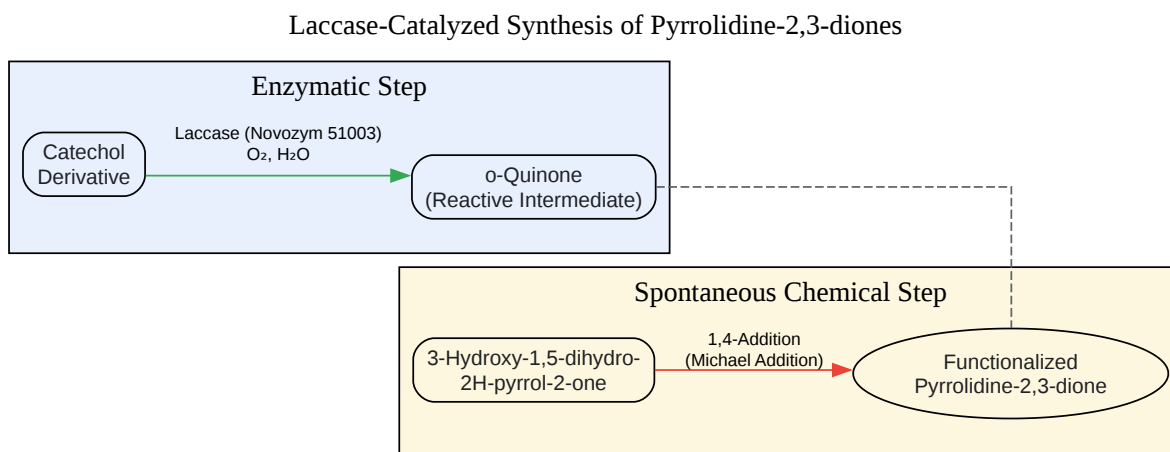 Laccase-Catalyzed Synthesis of Pyrrolidine-2,3-diones
Enzymatic Step
Laccase (Novozym 51003)
O₂, H₂O
Catechol
Derivative
o-Quinone
(Reactive Intermediate)
Spontaneous Chemical Step
1,4-Addition
(Michael Addition)
3-Hydroxy-1,5-dihydro-
2H-pyrrol-2-one
Functionalized
Pyrrolidine-2,3-dione